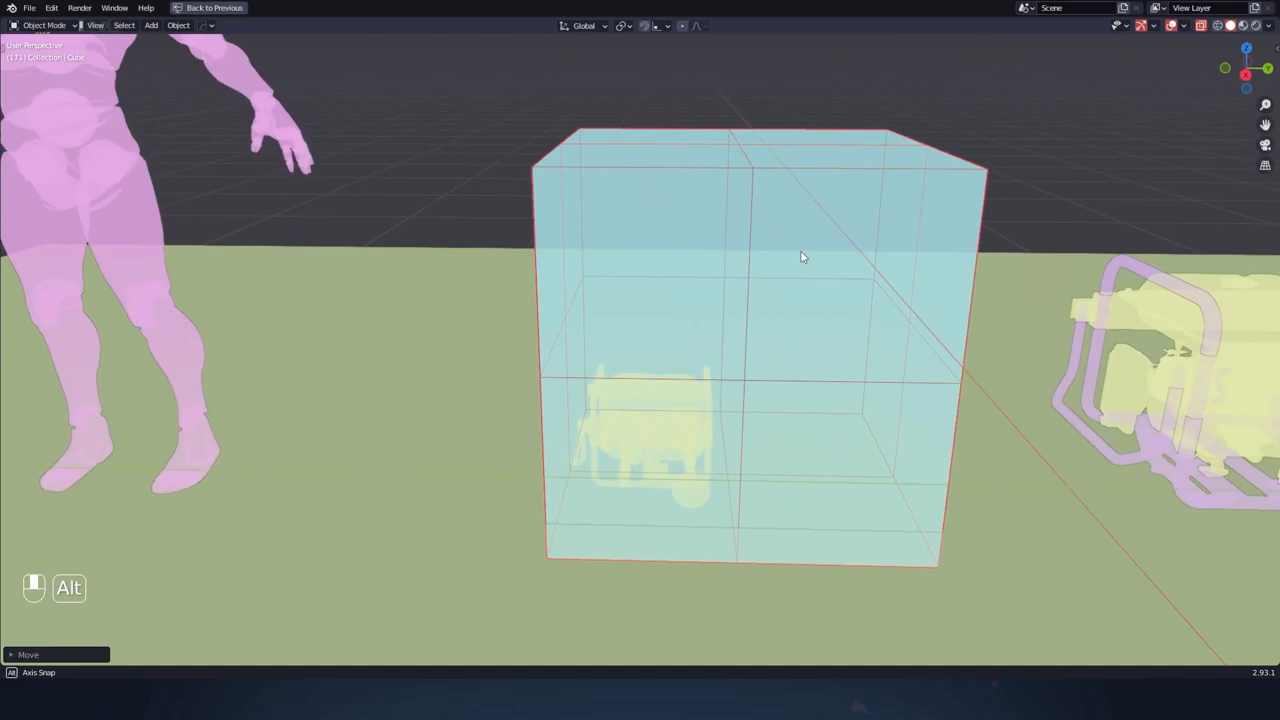 File Edit Render Window Help Back to Previous Scene View Layer
Object Mode View Select Add Object Global
User Perspective
(171) Collection | Cube
Z
Y
X
Alt
Move
Alt Axis Snap 2.93.1